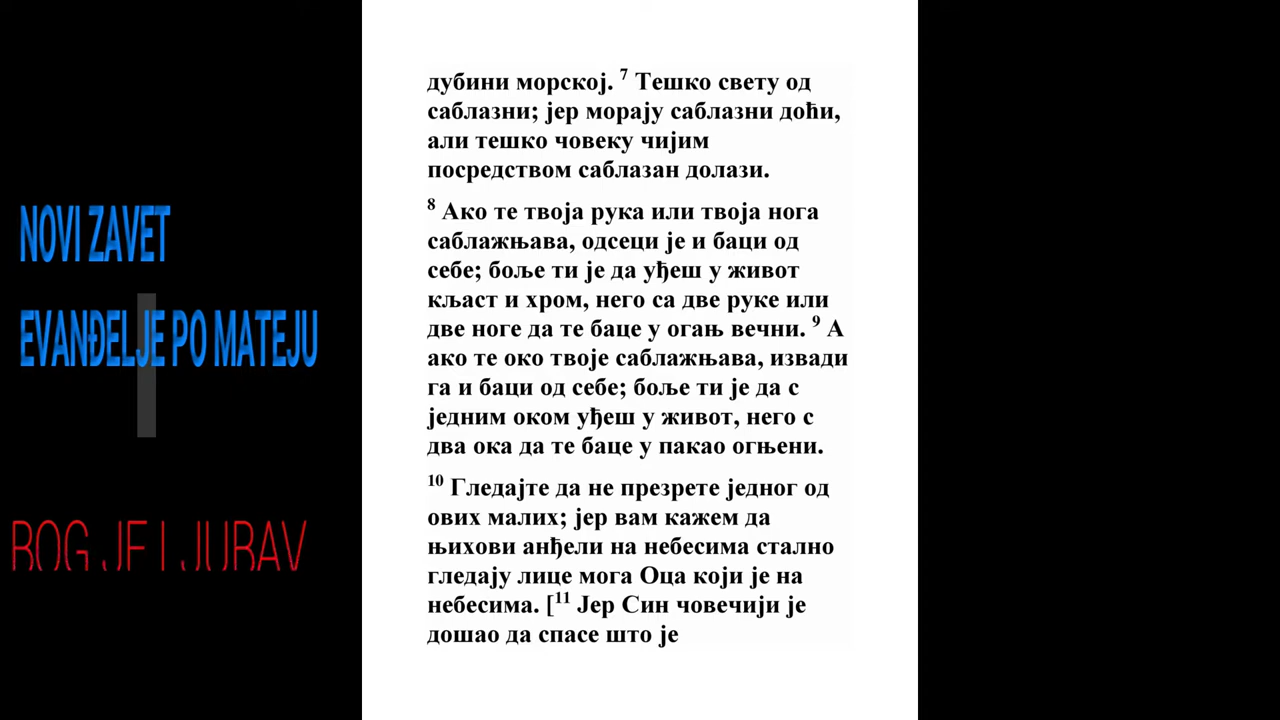 NOVI ZAVET
EVANĐELJE PO MATEJU
BOG JE LJUBAV
дубини морској. 7 Тешко свету од
саблазни; јер морају саблазни доћи,
али тешко човеку чијим
посредством саблазан долази.
8 Ако те твоја рука или твоја нога
саблажњава, одсеци је и баци од
себе; боље ти је да уђеш у живот
кљаст и хром, него са две руке или
две ноге да те баце у огањ вечни. 9 А
ако те око твоје саблажњава, извади
га и баци од себе; боље ти је да с
једним оком уђеш у живот, него с
два ока да те баце у пакао огњени.
10 Гледајте да не презрете једног од
ових малих; јер вам кажем да
њихови анђели на небесима стално
гледају лице мога Оца који је на
небесима. [11 Јер Син човечији је
дошао да спасе што је